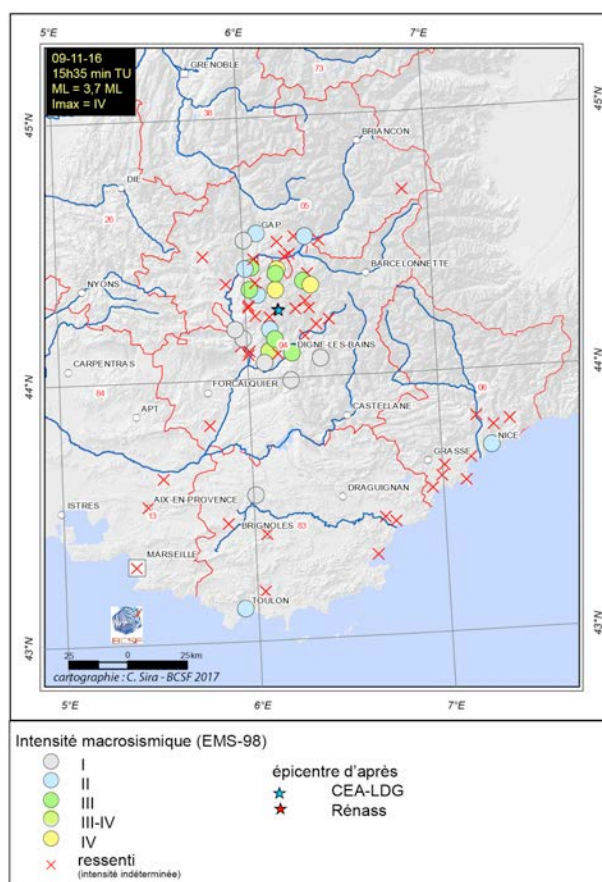 09-11-16
15h35 min TU
ML = 3,7 ML
Imax = IV
5°E
6°E
7°E
GRENOBLE
73
45°N
45°N
38
BRIANCON
DIE
26
05
GAP
BARCELONNETTE
NYONS
04
DIGNE-LES-BAINS
CARPENTRAS
44°N
44°N
84
FORCALQUIER
06
APT
CASTELLANE
NICE
GRASSE
AIX-EN-PROVENCE
DRAGUIGNAN
ISTRES
13
BRIGNOLES
83
MARSEILLE
TOULON
BCSF
43°N
43°N
25 0 25km
cartographie : C. Sira - BCSF 2017
5°E
6°E
7°E
Intensité macrosismique (EMS-98)
I
II
III
III-IV
IV
ressenti
(intensité indéterminée)
épicentre d'après
CEA-LDG
Rénass